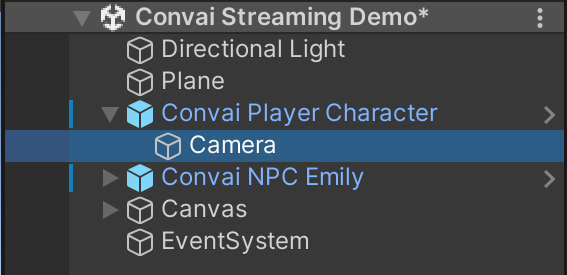 Convai Streaming Demo*
Directional Light
Plane
Convai Player Character
Camera
Convai NPC Emily
Canvas
EventSystem